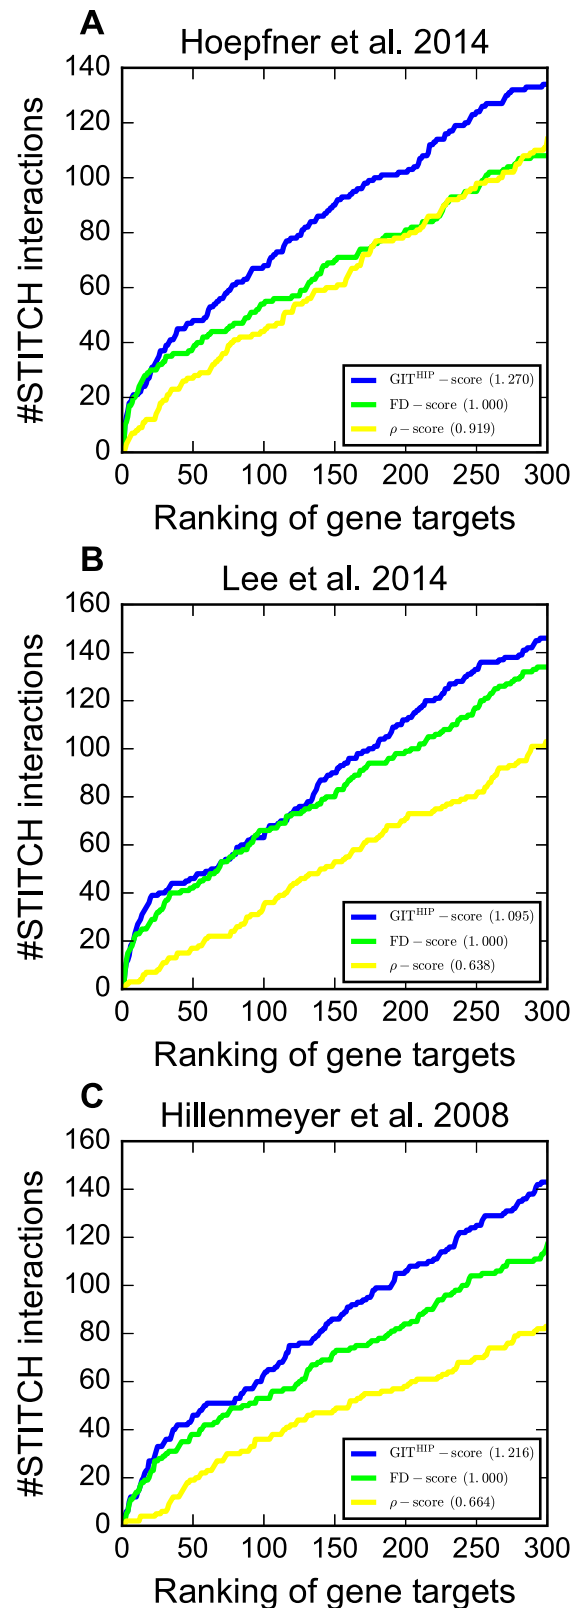 A
Hoepfner et al. 2014
140
120
100
80
60
40
20
0
#STITCH interactions
GIT^HIP − score (1.270)
FD − score (1.000)
ρ − score (0.919)
0 50 100 150 200 250 300
Ranking of gene targets
B
Lee et al. 2014
160
140
120
100
80
60
40
20
0
#STITCH interactions
GIT^HIP − score (1.095)
FD − score (1.000)
ρ − score (0.638)
0 50 100 150 200 250 300
Ranking of gene targets
C
Hillenmeyer et al. 2008
160
140
120
100
80
60
40
20
0
#STITCH interactions
GIT^HIP − score (1.216)
FD − score (1.000)
ρ − score (0.664)
0 50 100 150 200 250 300
Ranking of gene targets